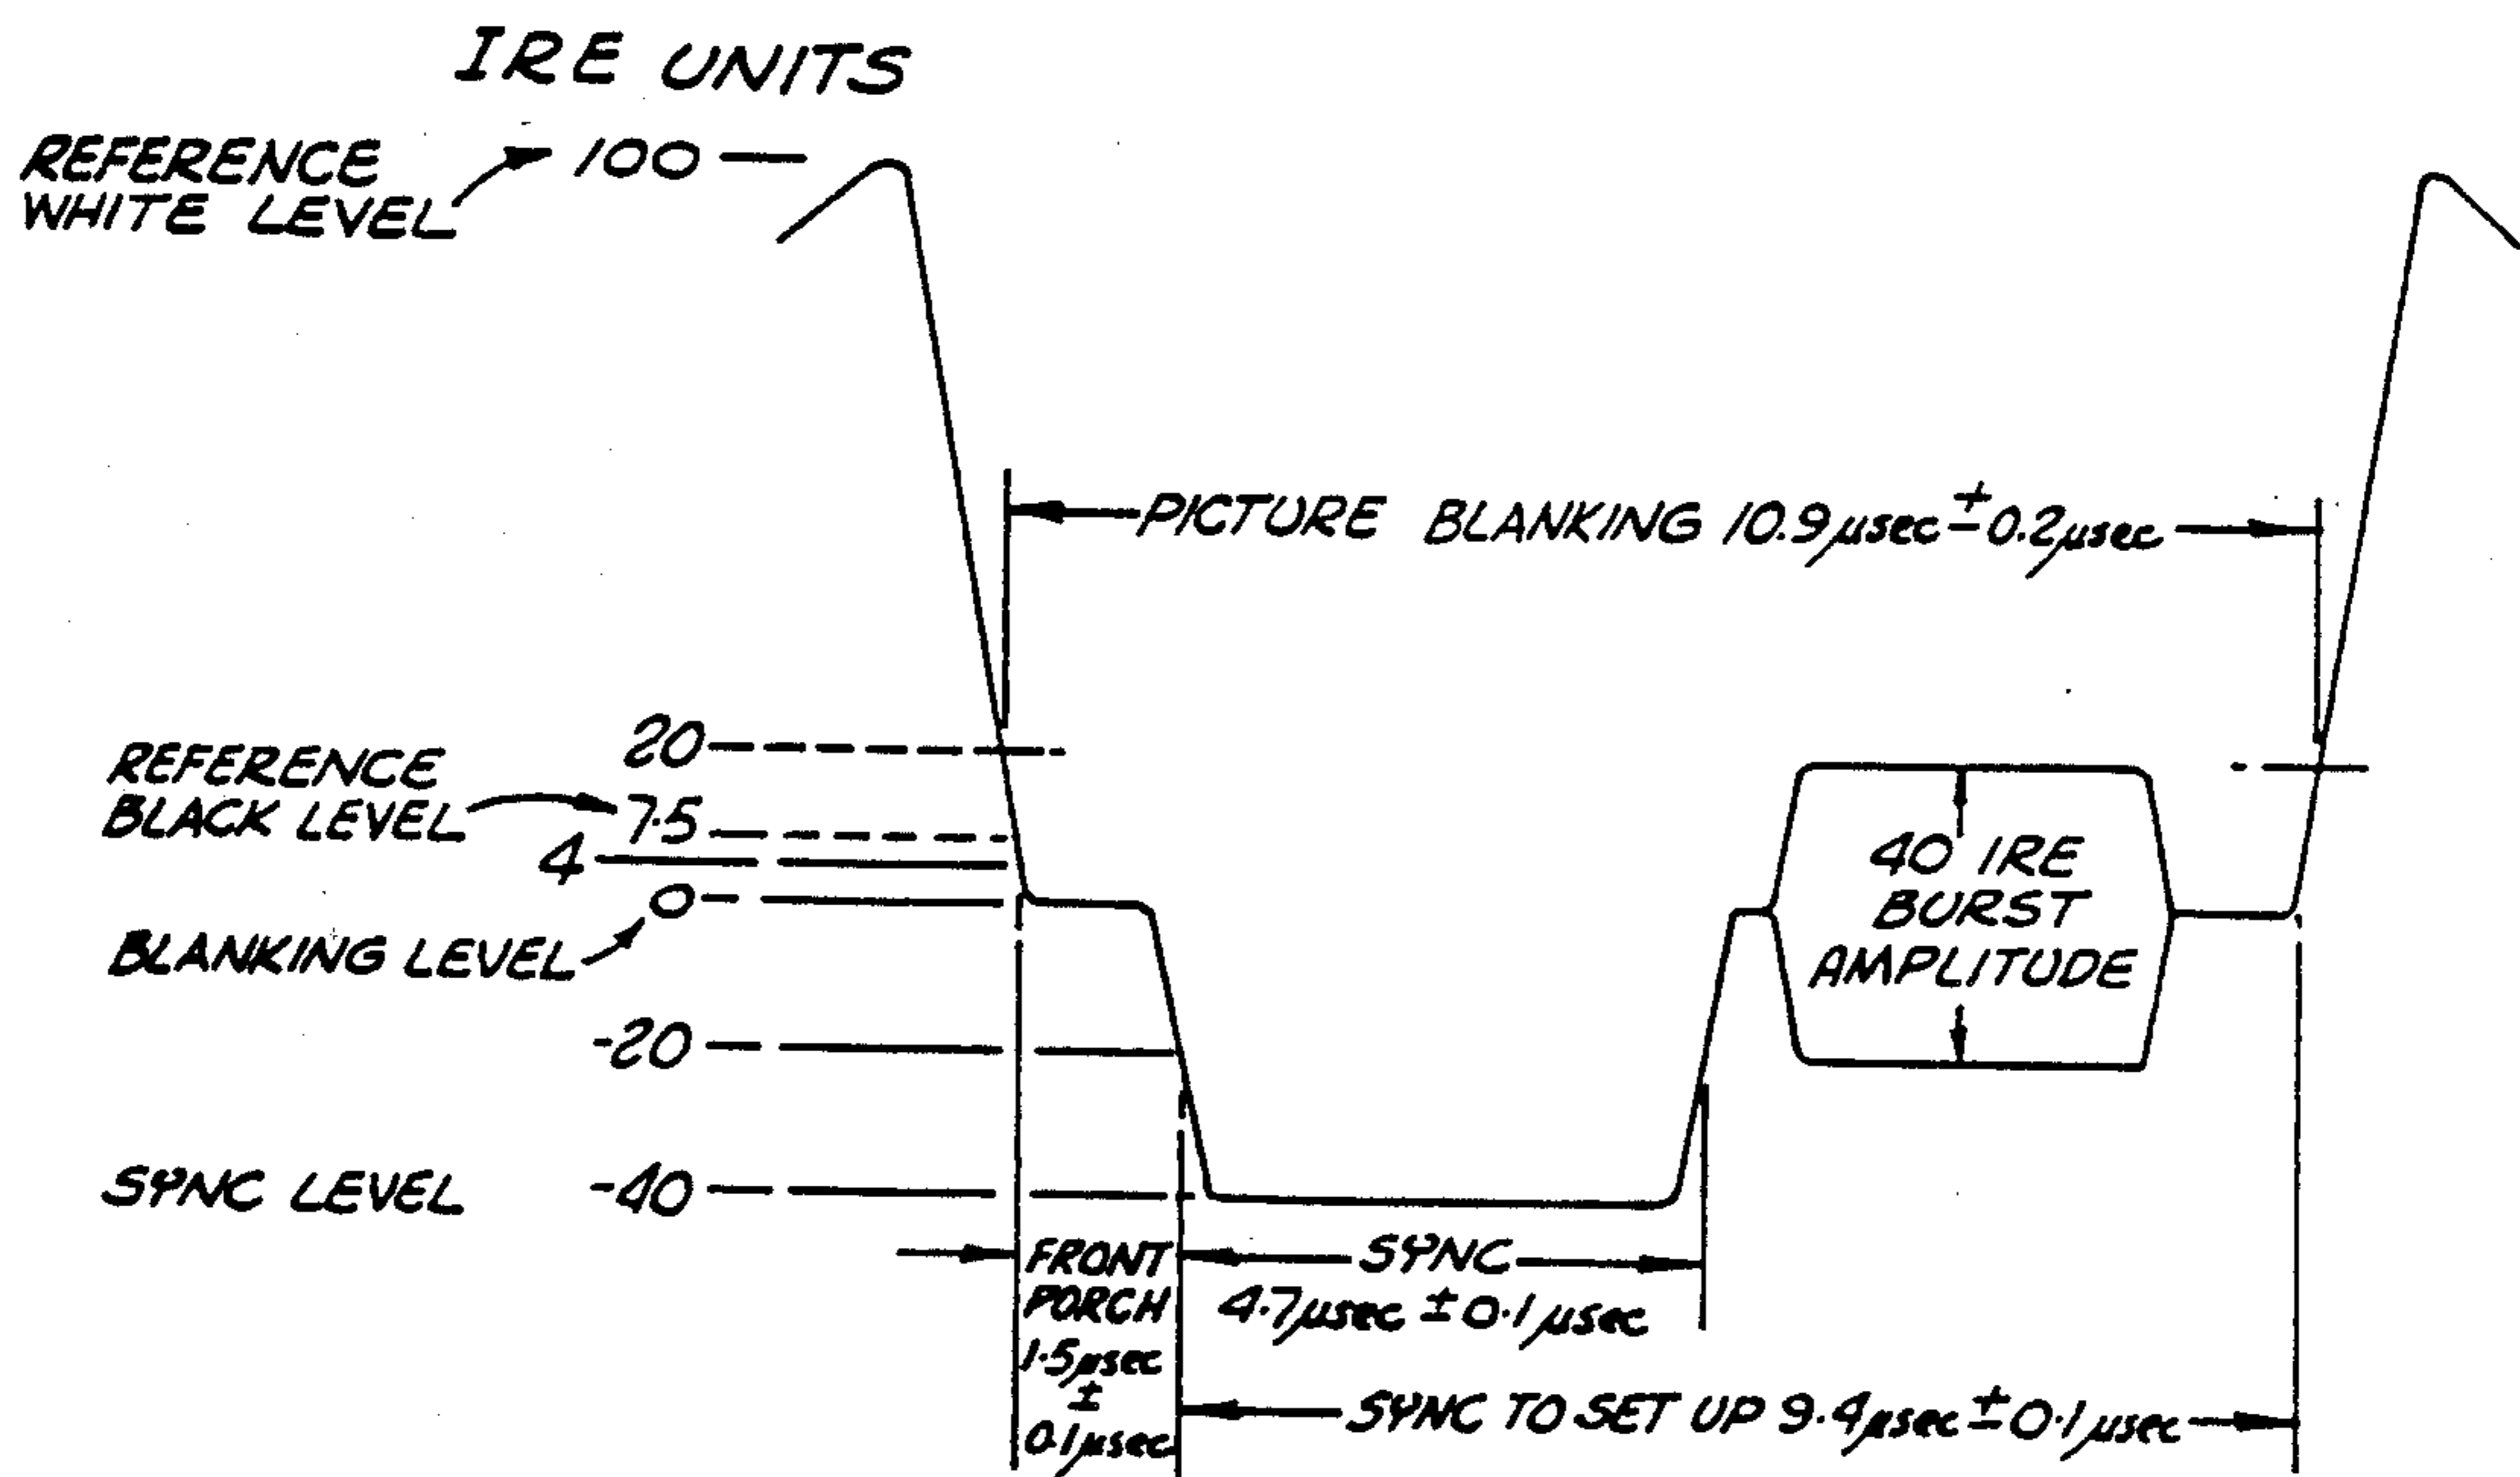 IRE UNITS
REFERENCE
WHITE LEVEL
100
PICTURE BLANKING 10.9µsec ± 0.2µsec
20
REFERENCE
BLACK LEVEL
7.5
4
0
BLANKING LEVEL
40 IRE
BURST
AMPLITUDE
-20
SYNC LEVEL
-40
FRONT
PORCH
1.5µsec
±
0.1µsec
SYNC
4.7µsec ± 0.1µsec
SYNC TO SET UP 9.4µsec ± 0.1µsec